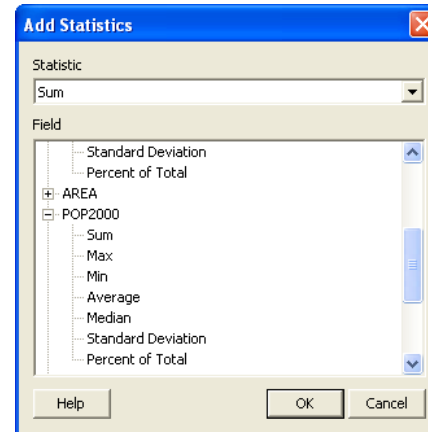 Add Statistics
Statistic
Sum
Field
Standard Deviation
Percent of Total
AREA
POP2000
Sum
Max
Min
Average
Median
Standard Deviation
Percent of Total
Help OK Cancel